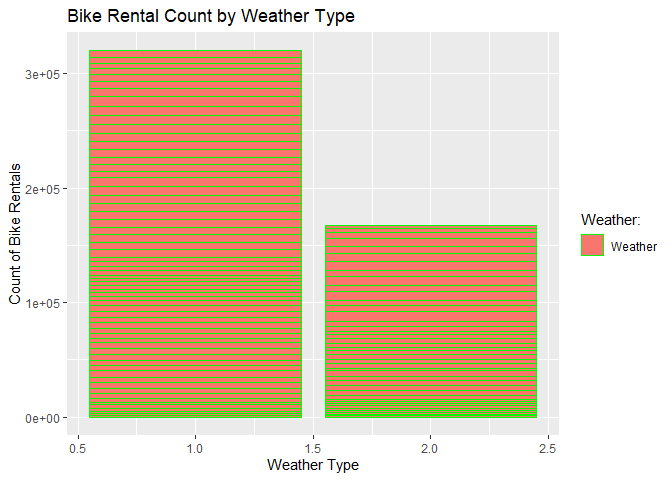 Bike Rental Count by Weather Type
Count of Bike Rentals
3e+05
2e+05
1e+05
0e+00
0.5 1.0 1.5 2.0 2.5
Weather Type
Weather:
Weather